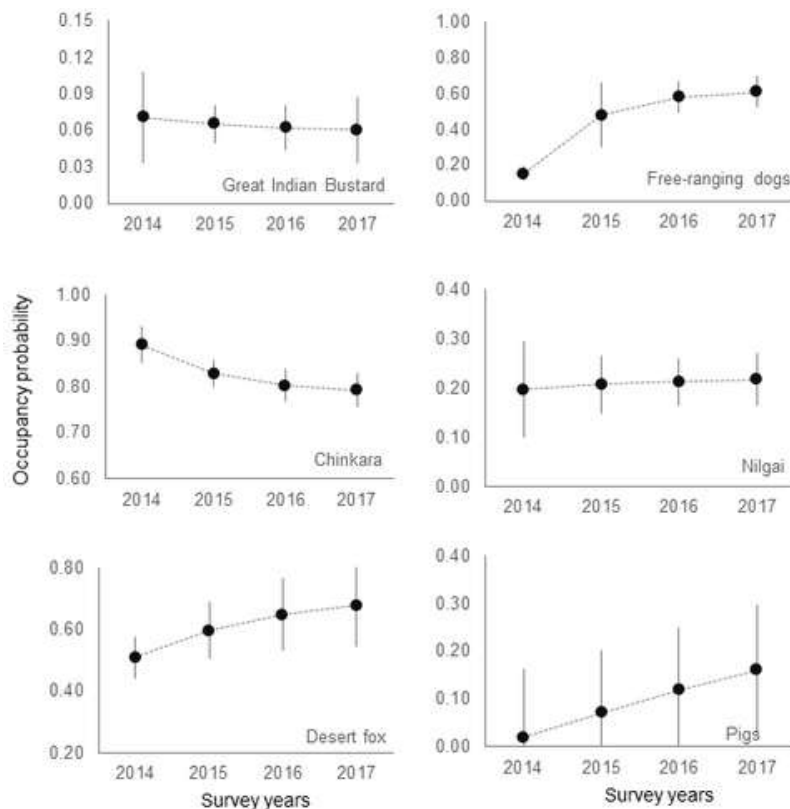 0.15
0.12
0.09
0.06
0.03
0.00
Great Indian Bustard
2014 2015 2016 2017
1.00
0.80
0.60
0.40
0.20
0.00
Free-ranging dogs
2014 2015 2016 2017
Occupancy probability
1.00
0.90
0.80
0.70
0.60
Chinkara
2014 2015 2016 2017
0.40
0.30
0.20
0.10
0.00
Nilgai
2014 2015 2016 2017
0.80
0.60
0.40
0.20
Desert fox
2014 2015 2016 2017
Survey years
0.40
0.30
0.20
0.10
0.00
Pigs
2014 2015 2016 2017
Survey years